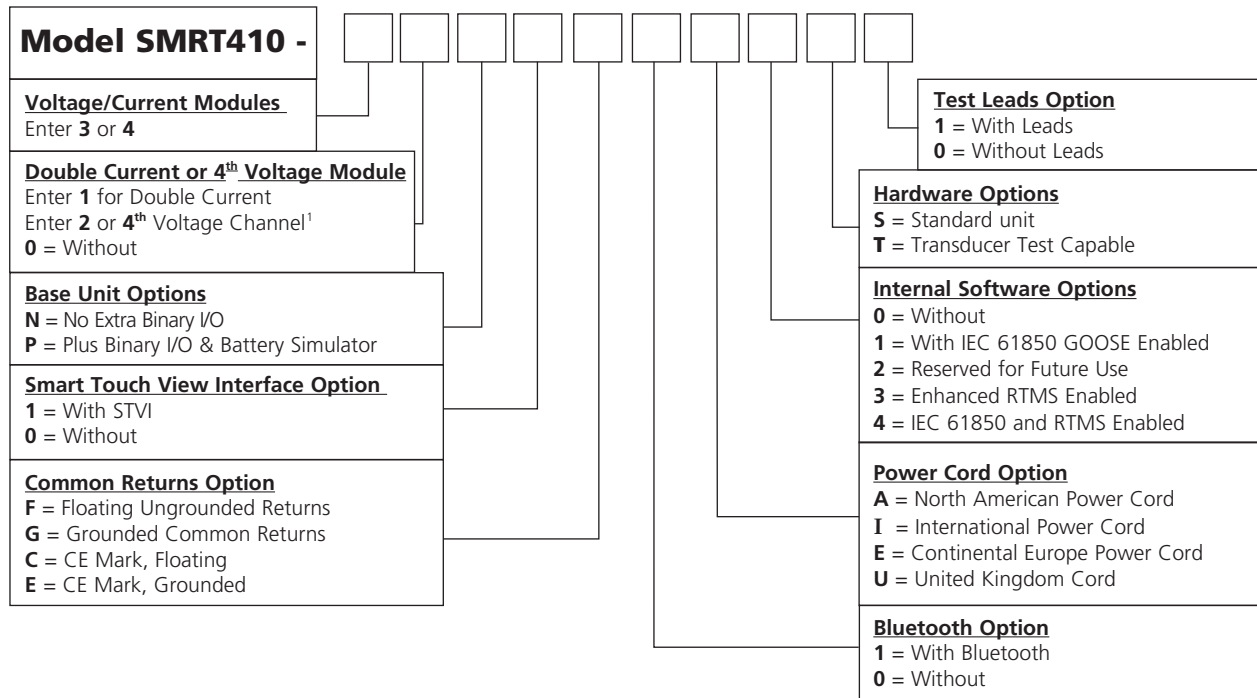 Model SMRT410 -
Voltage/Current Modules
Enter 3 or 4
Double Current or 4th Voltage Module
Enter 1 for Double Current
Enter 2 or 4th Voltage Channel1
0 = Without
Base Unit Options
N = No Extra Binary I/O
P = Plus Binary I/O & Battery Simulator
Smart Touch View Interface Option
1 = With STVI
0 = Without
Common Returns Option
F = Floating Ungrounded Returns
G = Grounded Common Returns
C = CE Mark, Floating
E = CE Mark, Grounded
Test Leads Option
1 = With Leads
0 = Without Leads
Hardware Options
S = Standard unit
T = Transducer Test Capable
Internal Software Options
0 = Without
1 = With IEC 61850 GOOSE Enabled
2 = Reserved for Future Use
3 = Enhanced RTMS Enabled
4 = IEC 61850 and RTMS Enabled
Power Cord Option
A = North American Power Cord
I = International Power Cord
E = Continental Europe Power Cord
U = United Kingdom Cord
Bluetooth Option
1 = With Bluetooth
0 = Without